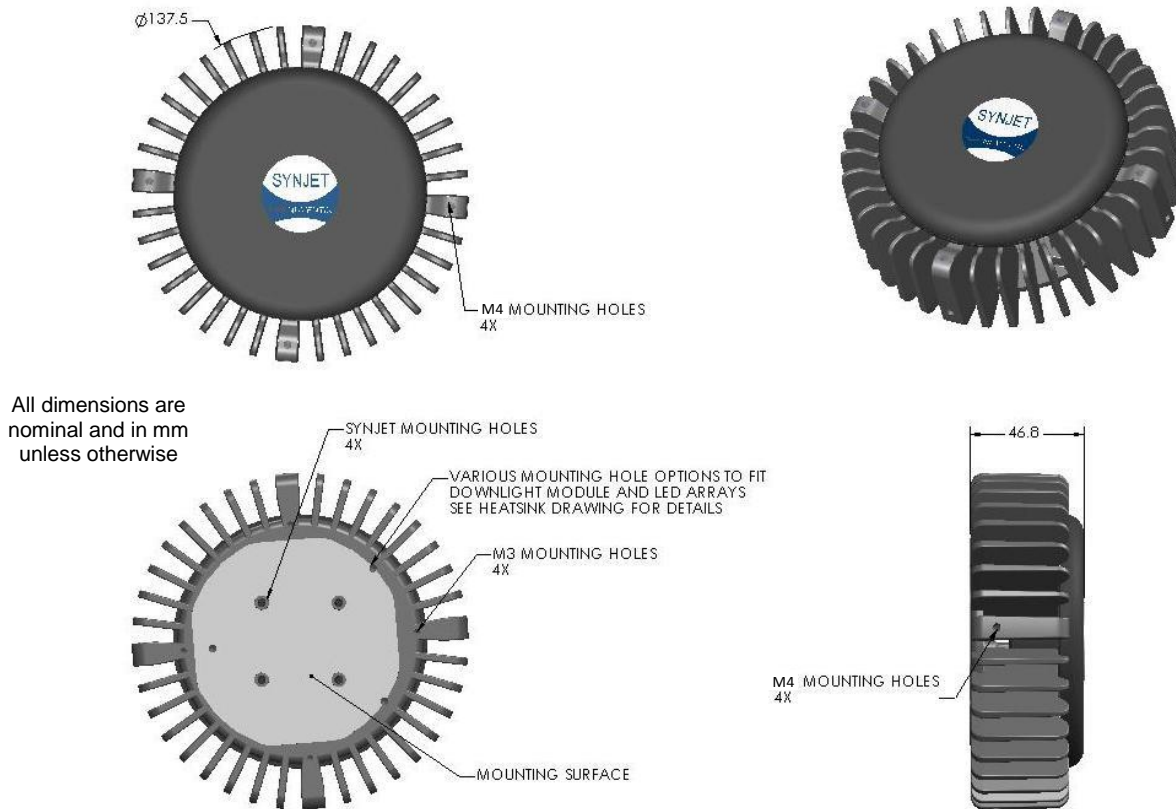 Ø137.5
SYNJET
SYNJET
M4 MOUNTING HOLES
4X
All dimensions are
nominal and in mm
unless otherwise
SYNJET MOUNTING HOLES
4X
VARIOUS MOUNTING HOLE OPTIONS TO FIT
DOWNLIGHT MODULE AND LED ARRAYS
SEE HEATSINK DRAWING FOR DETAILS
M3 MOUNTING HOLES
4X
MOUNTING SURFACE
46.8
M4 MOUNTING HOLES
4X